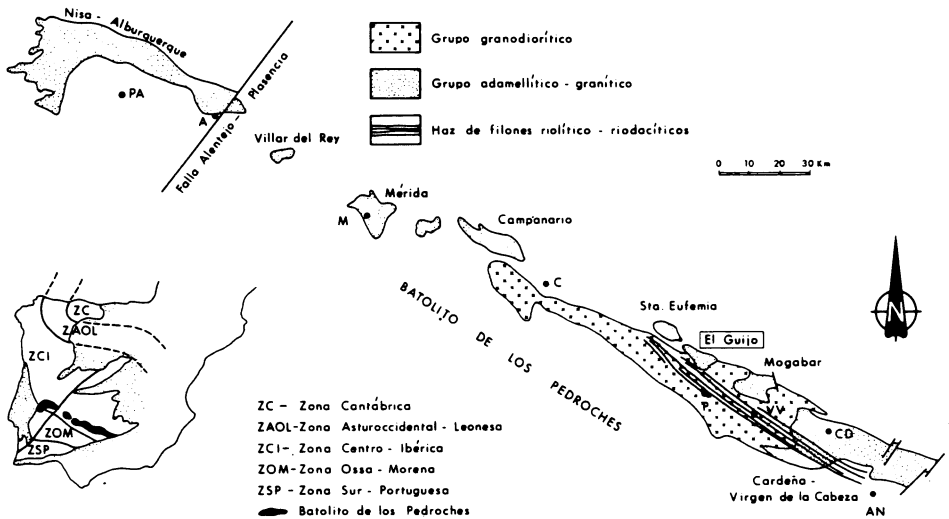 Nisa - Alburquerque
PA
A
Falla Alentejo - Plasencia
Villar del Rey
Grupo granodiorítico
Grupo adamellítico - granítico
Haz de filones riolítico - riodacíticos
0 10 20 30 Km
Mérida
M
Campanario
C
BATOLITO DE LOS PEDROCHES
Sta. Eufemia
El Guijo
Mogabar
P
VV
CD
Cardeña -
Virgen de la Cabeza
AN
N
ZC
ZAOL
ZCI
ZOM
ZSP
ZC - Zona Cantábrica
ZAOL-Zona Asturoccidental - Leonesa
ZCI - Zona Centro - Ibérica
ZOM-Zona Ossa - Morena
ZSP - Zona Sur - Portuguesa
Batolito de los Pedroches